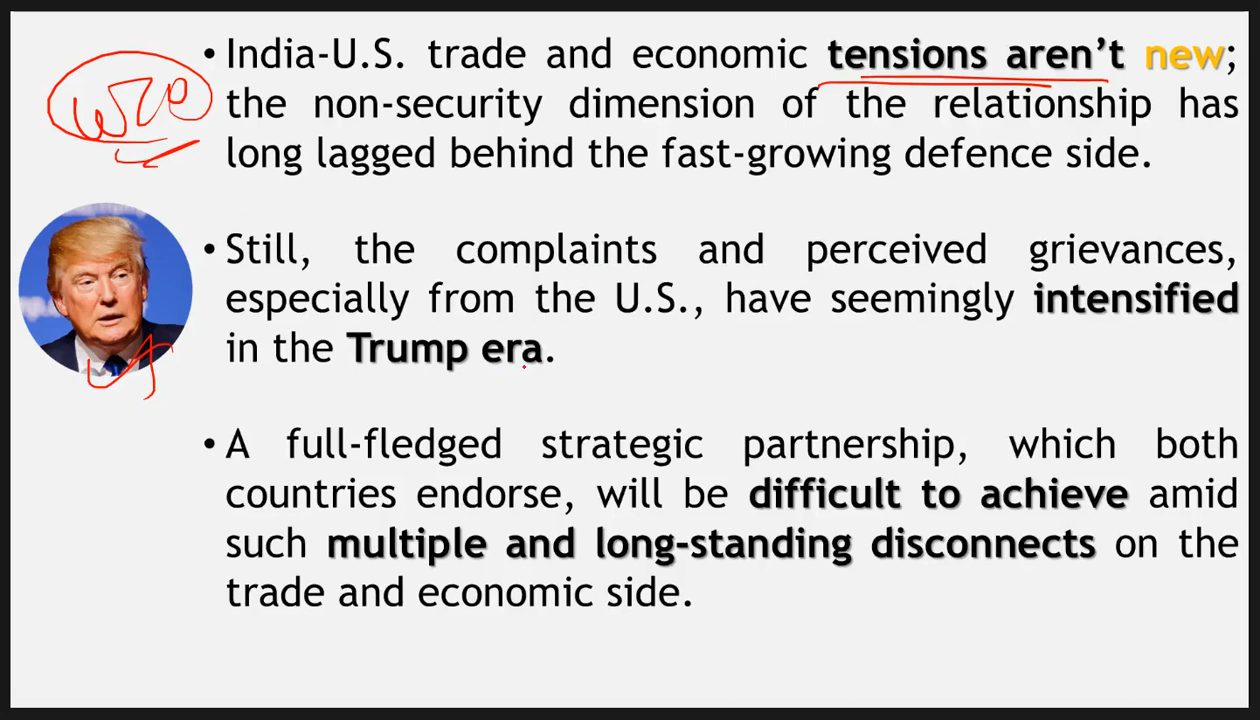 • India-U.S. trade and economic tensions aren’t new;
WTO
the non-security dimension of the relationship has
long lagged behind the fast-growing defence side.
• Still, the complaints and perceived grievances,
especially from the U.S., have seemingly intensified
in the Trump era.
• A full-fledged strategic partnership, which both
countries endorse, will be difficult to achieve amid
such multiple and long-standing disconnects on the
trade and economic side.